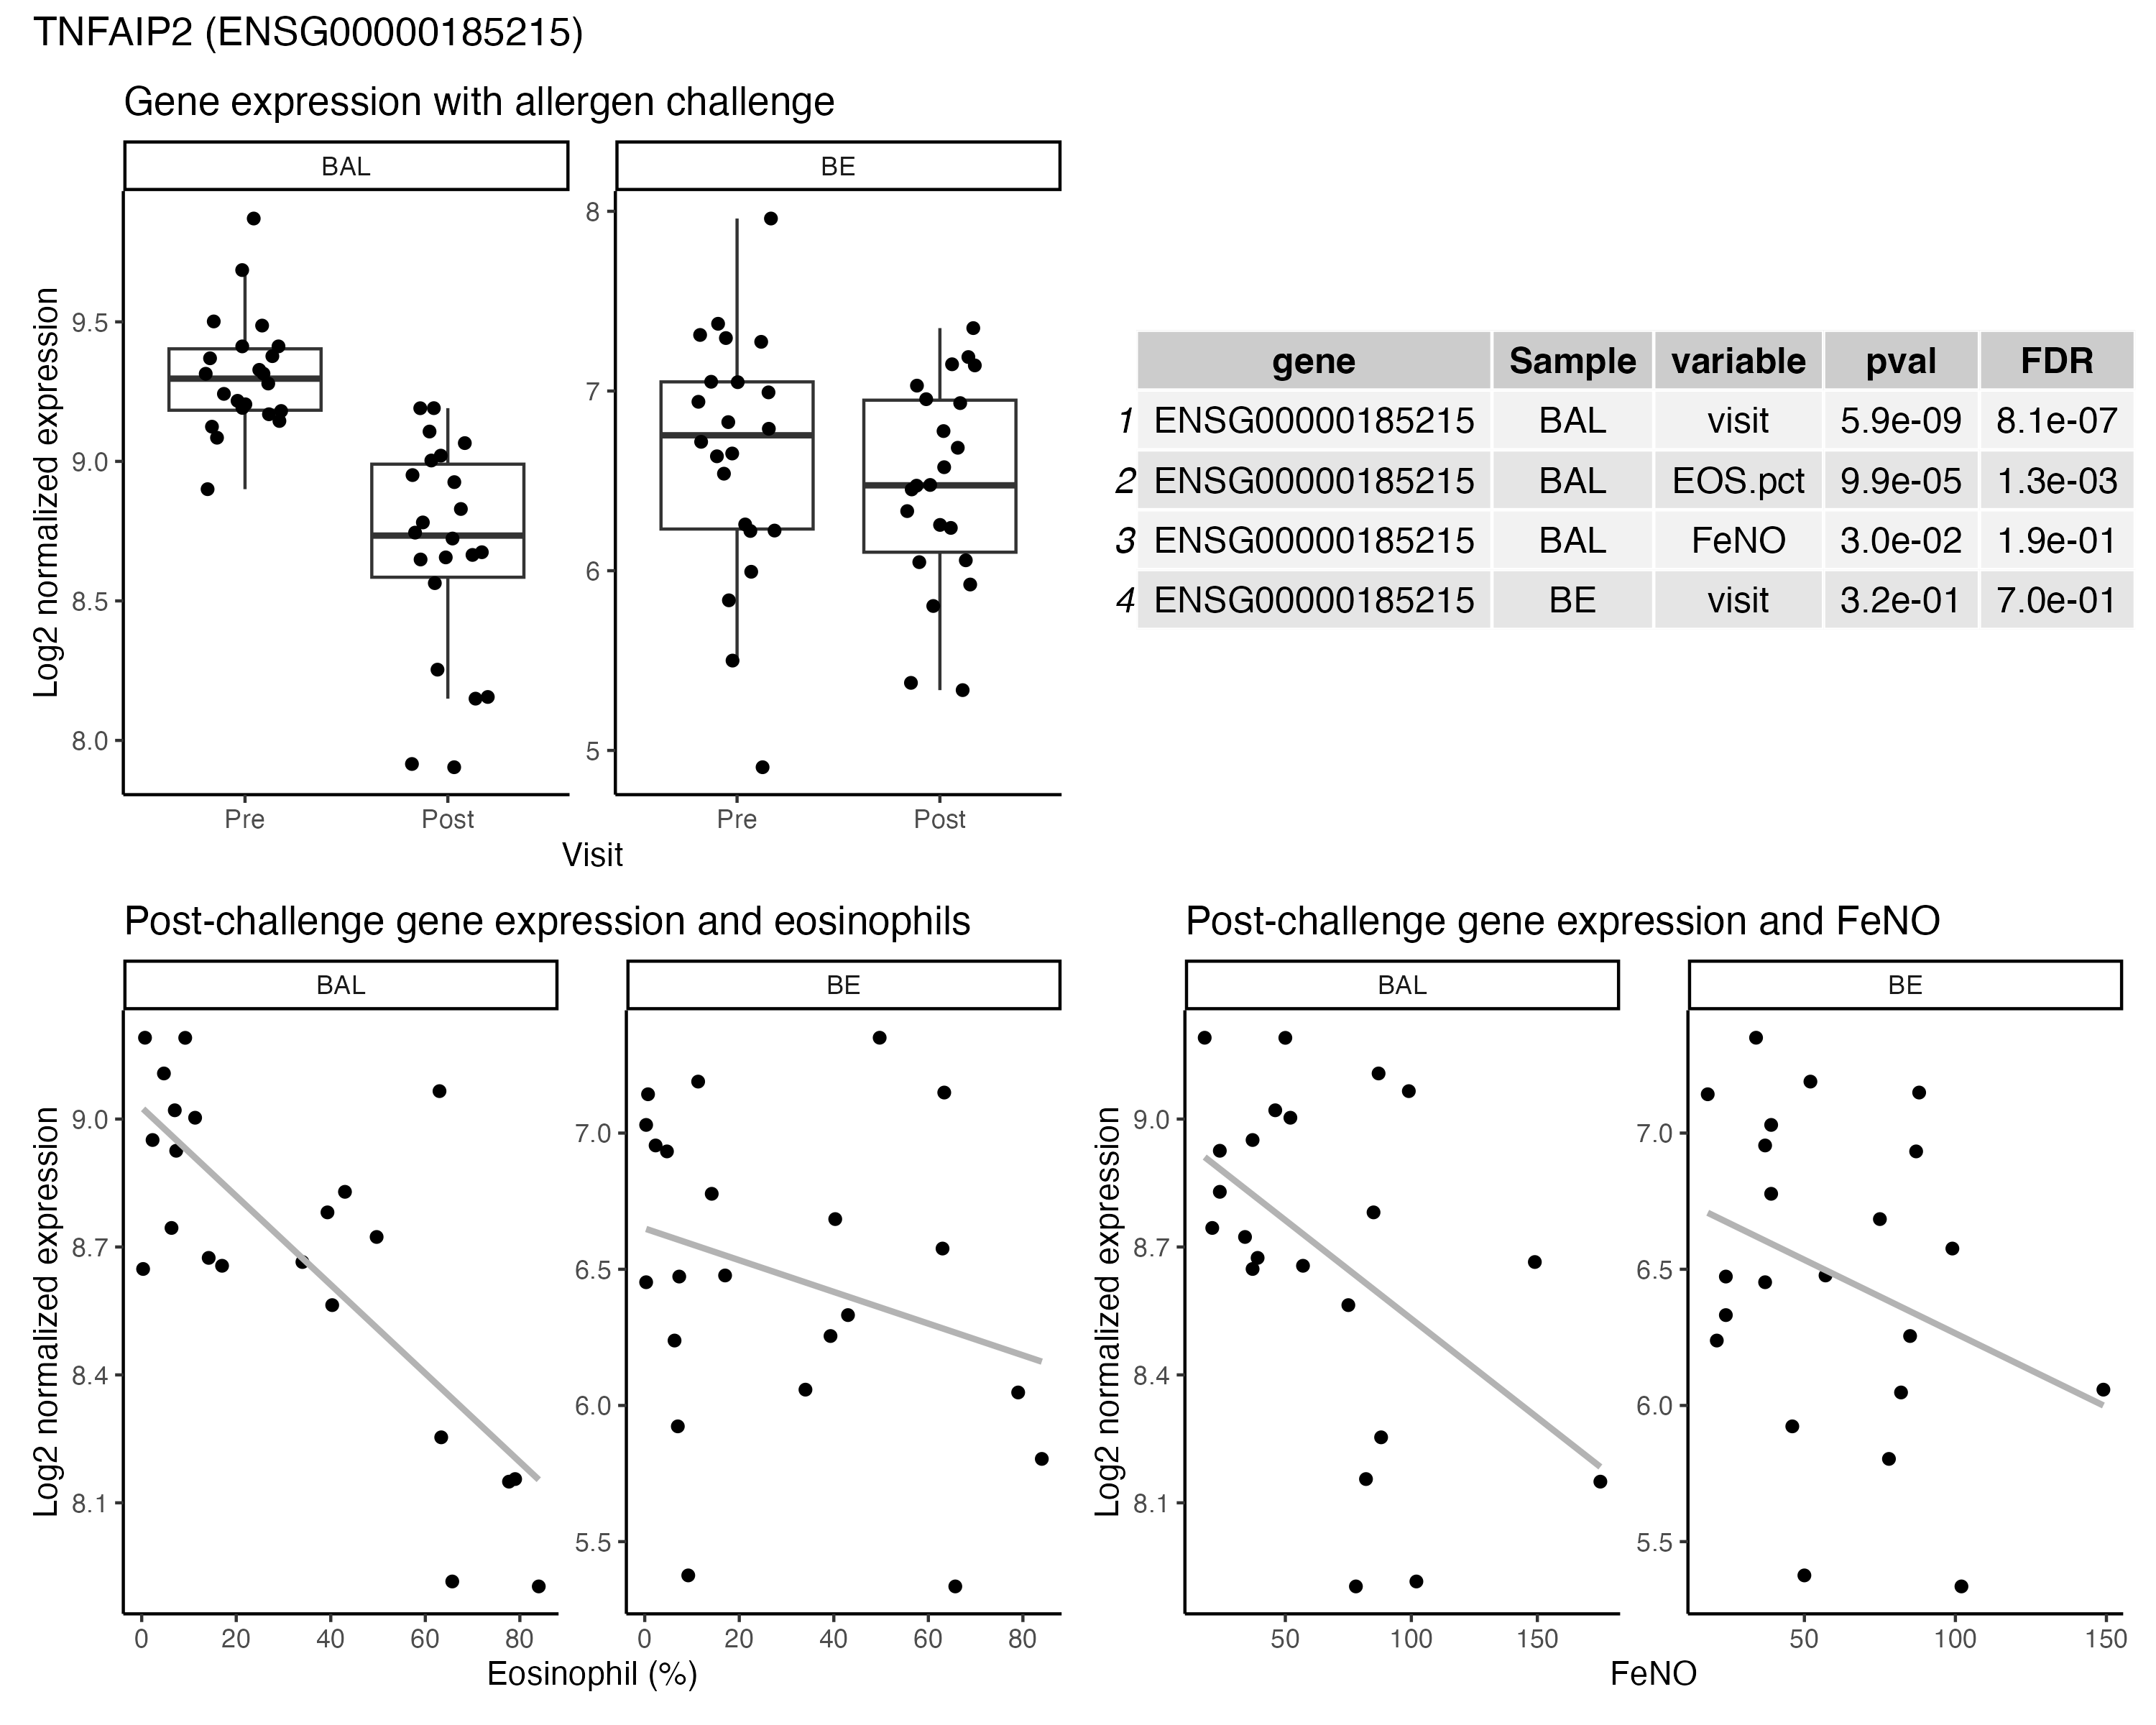 TNFAIP2 (ENSG00000185215)
Gene expression with allergen challenge
BAL
BE
Log2 normalized expression
9.5
9.0
8.5
8.0
8
7
6
5
Pre
Post
Pre
Post
Visit
gene Sample variable pval FDR
1 ENSG00000185215 BAL visit 5.9e-09 8.1e-07
2 ENSG00000185215 BAL EOS.pct 9.9e-05 1.3e-03
3 ENSG00000185215 BAL FeNO 3.0e-02 1.9e-01
4 ENSG00000185215 BE visit 3.2e-01 7.0e-01
Post-challenge gene expression and eosinophils
BAL
BE
Log2 normalized expression
9.0
8.7
8.4
8.1
7.0
6.5
6.0
5.5
0 20 40 60 80
0 20 40 60 80
Eosinophil (%)
Post-challenge gene expression and FeNO
BAL
BE
Log2 normalized expression
9.0
8.7
8.4
8.1
7.0
6.5
6.0
5.5
50 100 150
50 100 150
FeNO